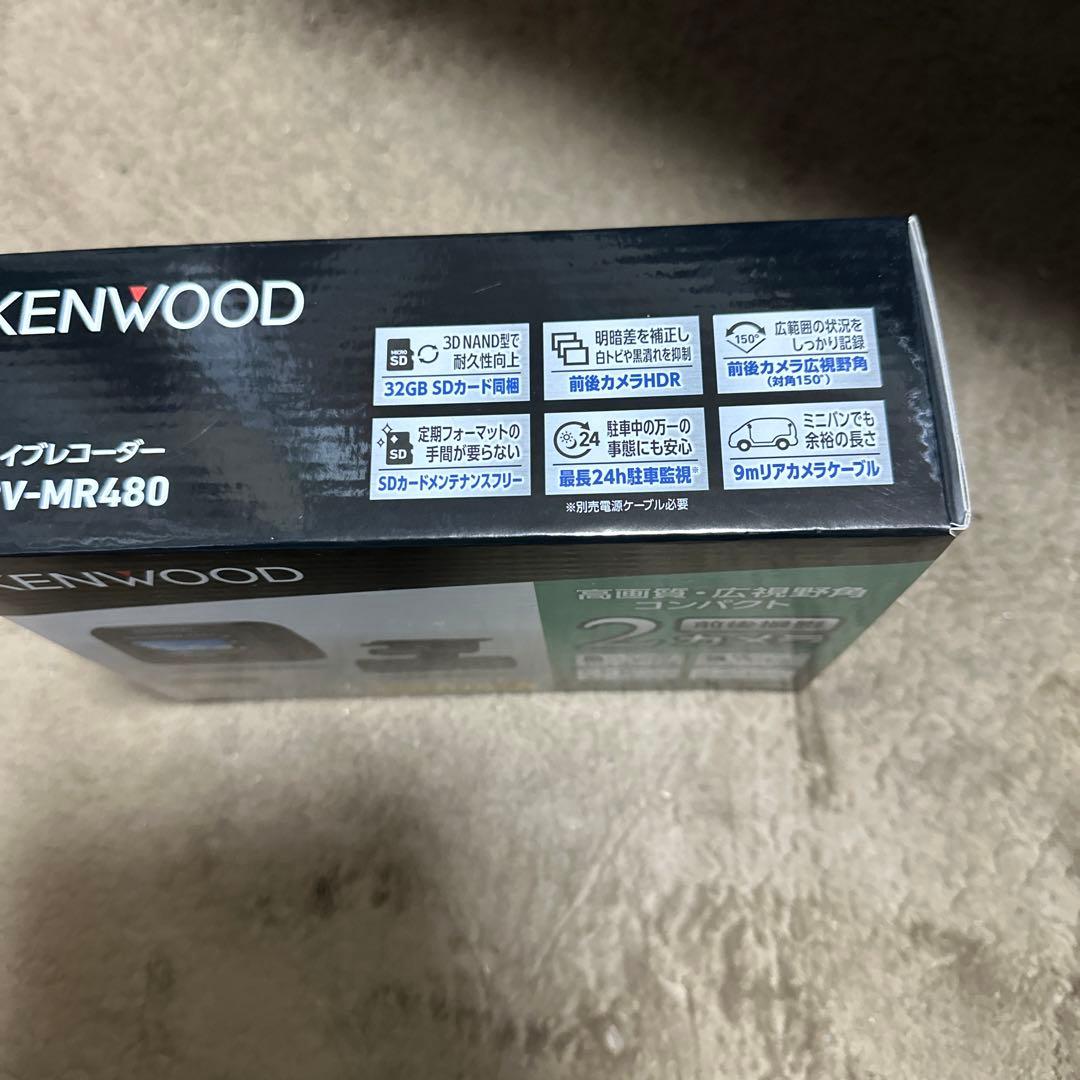 KENWOOD
イブレコーダー
V-MR480
MICRO
SD
3D NAND型で
耐久性向上
32GB SDカード同梱
明暗差を補正し
白トビや黒潰れを抑制
前後カメラHDR
150°
広範囲の状況を
しっかり記録
前後カメラ広視野角
(対角150°)
SD
定期フォーマットの
手間が要らない
SDカードメンテナンスフリー
24
駐車中の万一の
事態にも安心
最長24h駐車監視※
※別売電源ケーブル必要
ミニバンでも
余裕の長さ
9mリアカメラケーブル
KENWOOD
高画質・広視野角
コンパクト
前後撮影
2カメラ